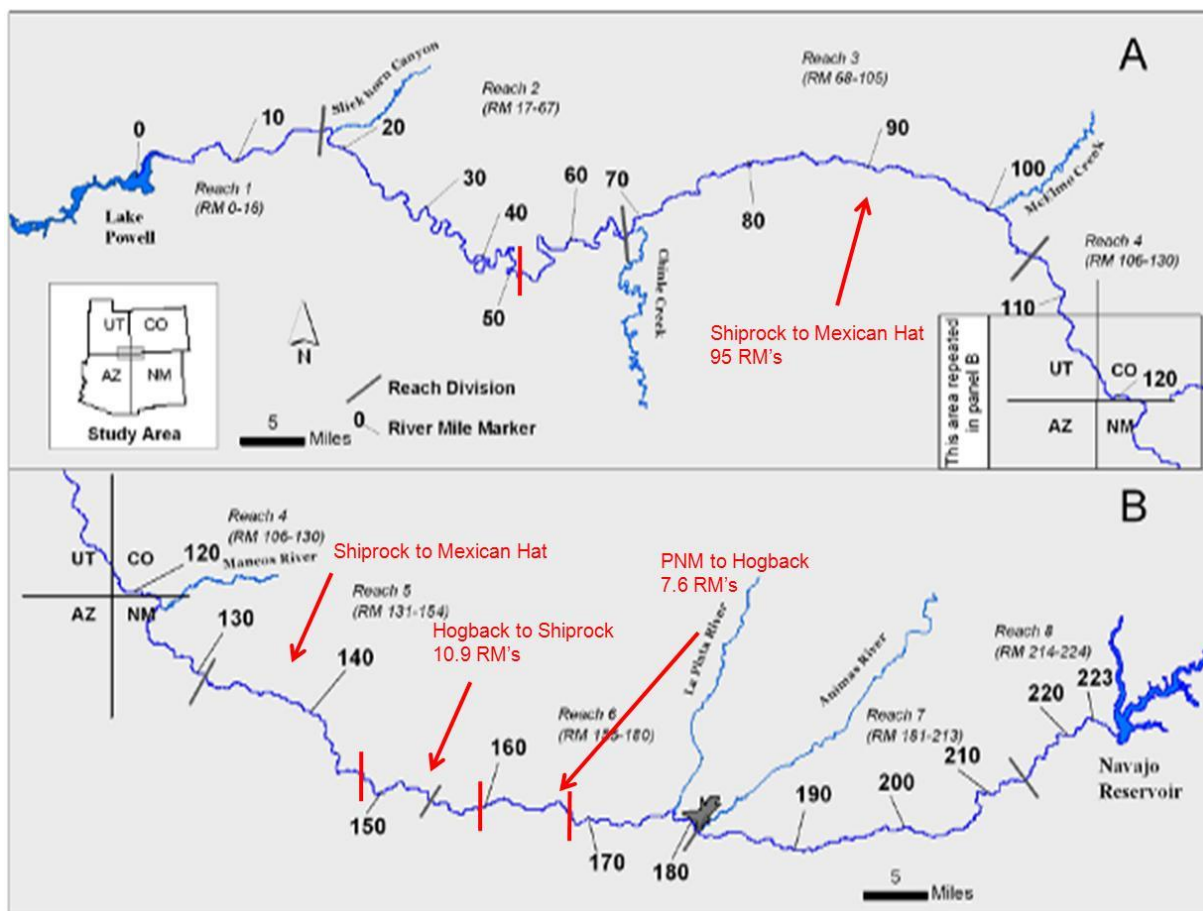 A
Slickhorn Canyon
Reach 2
(RM 17-67)
Reach 3
(RM 68-105)
0
10
20
30
40
50
60
70
80
90
100
110
120
Reach 1
(RM 0-16)
Lake
Powell
Chinle Creek
McElmo Creek
Reach 4
(RM 106-130)
Shiprock to Mexican Hat
95 RM's
UT
CO
AZ
NM
Study Area
N
Reach Division
0
River Mile Marker
5
Miles
This area repeated
in panel B
UT
CO
AZ
NM
B
Reach 4
(RM 106-130)
UT
CO
AZ
NM
120
Mancos River
Shiprock to Mexican Hat
Reach 5
(RM 131-154)
Hogback to Shiprock
10.9 RM's
PNM to Hogback
7.6 RM's
La Plata River
Animas River
Reach 6
(RM 155-180)
Reach 7
(RM 181-213)
Reach 8
(RM 214-224)
130
140
150
160
170
180
190
200
210
220
223
Navajo
Reservoir
5
Miles